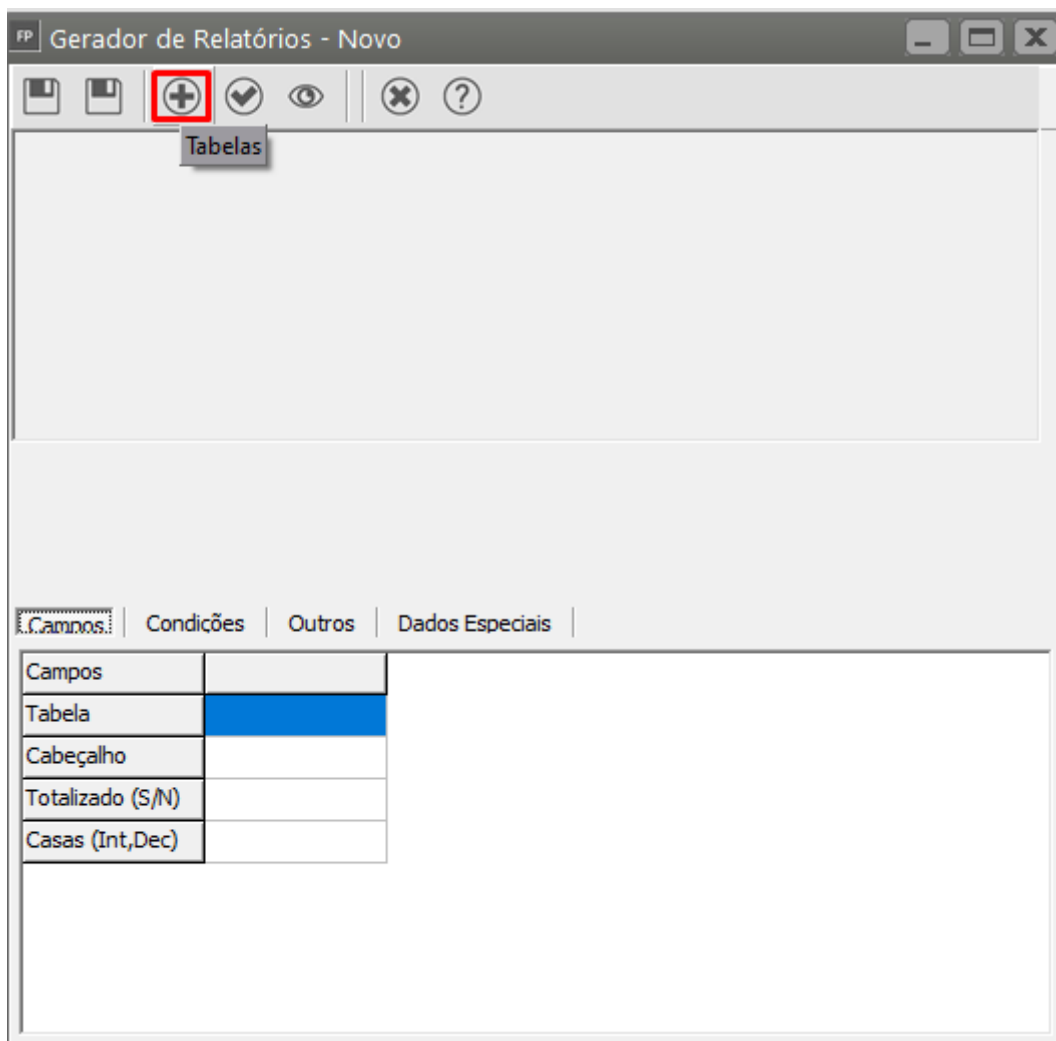 FP Gerador de Relatórios - Novo
Tabelas
Campos Condições Outros Dados Especiais
Campos
Tabela
Cabeçalho
Totalizado (S/N)
Casas (Int,Dec)